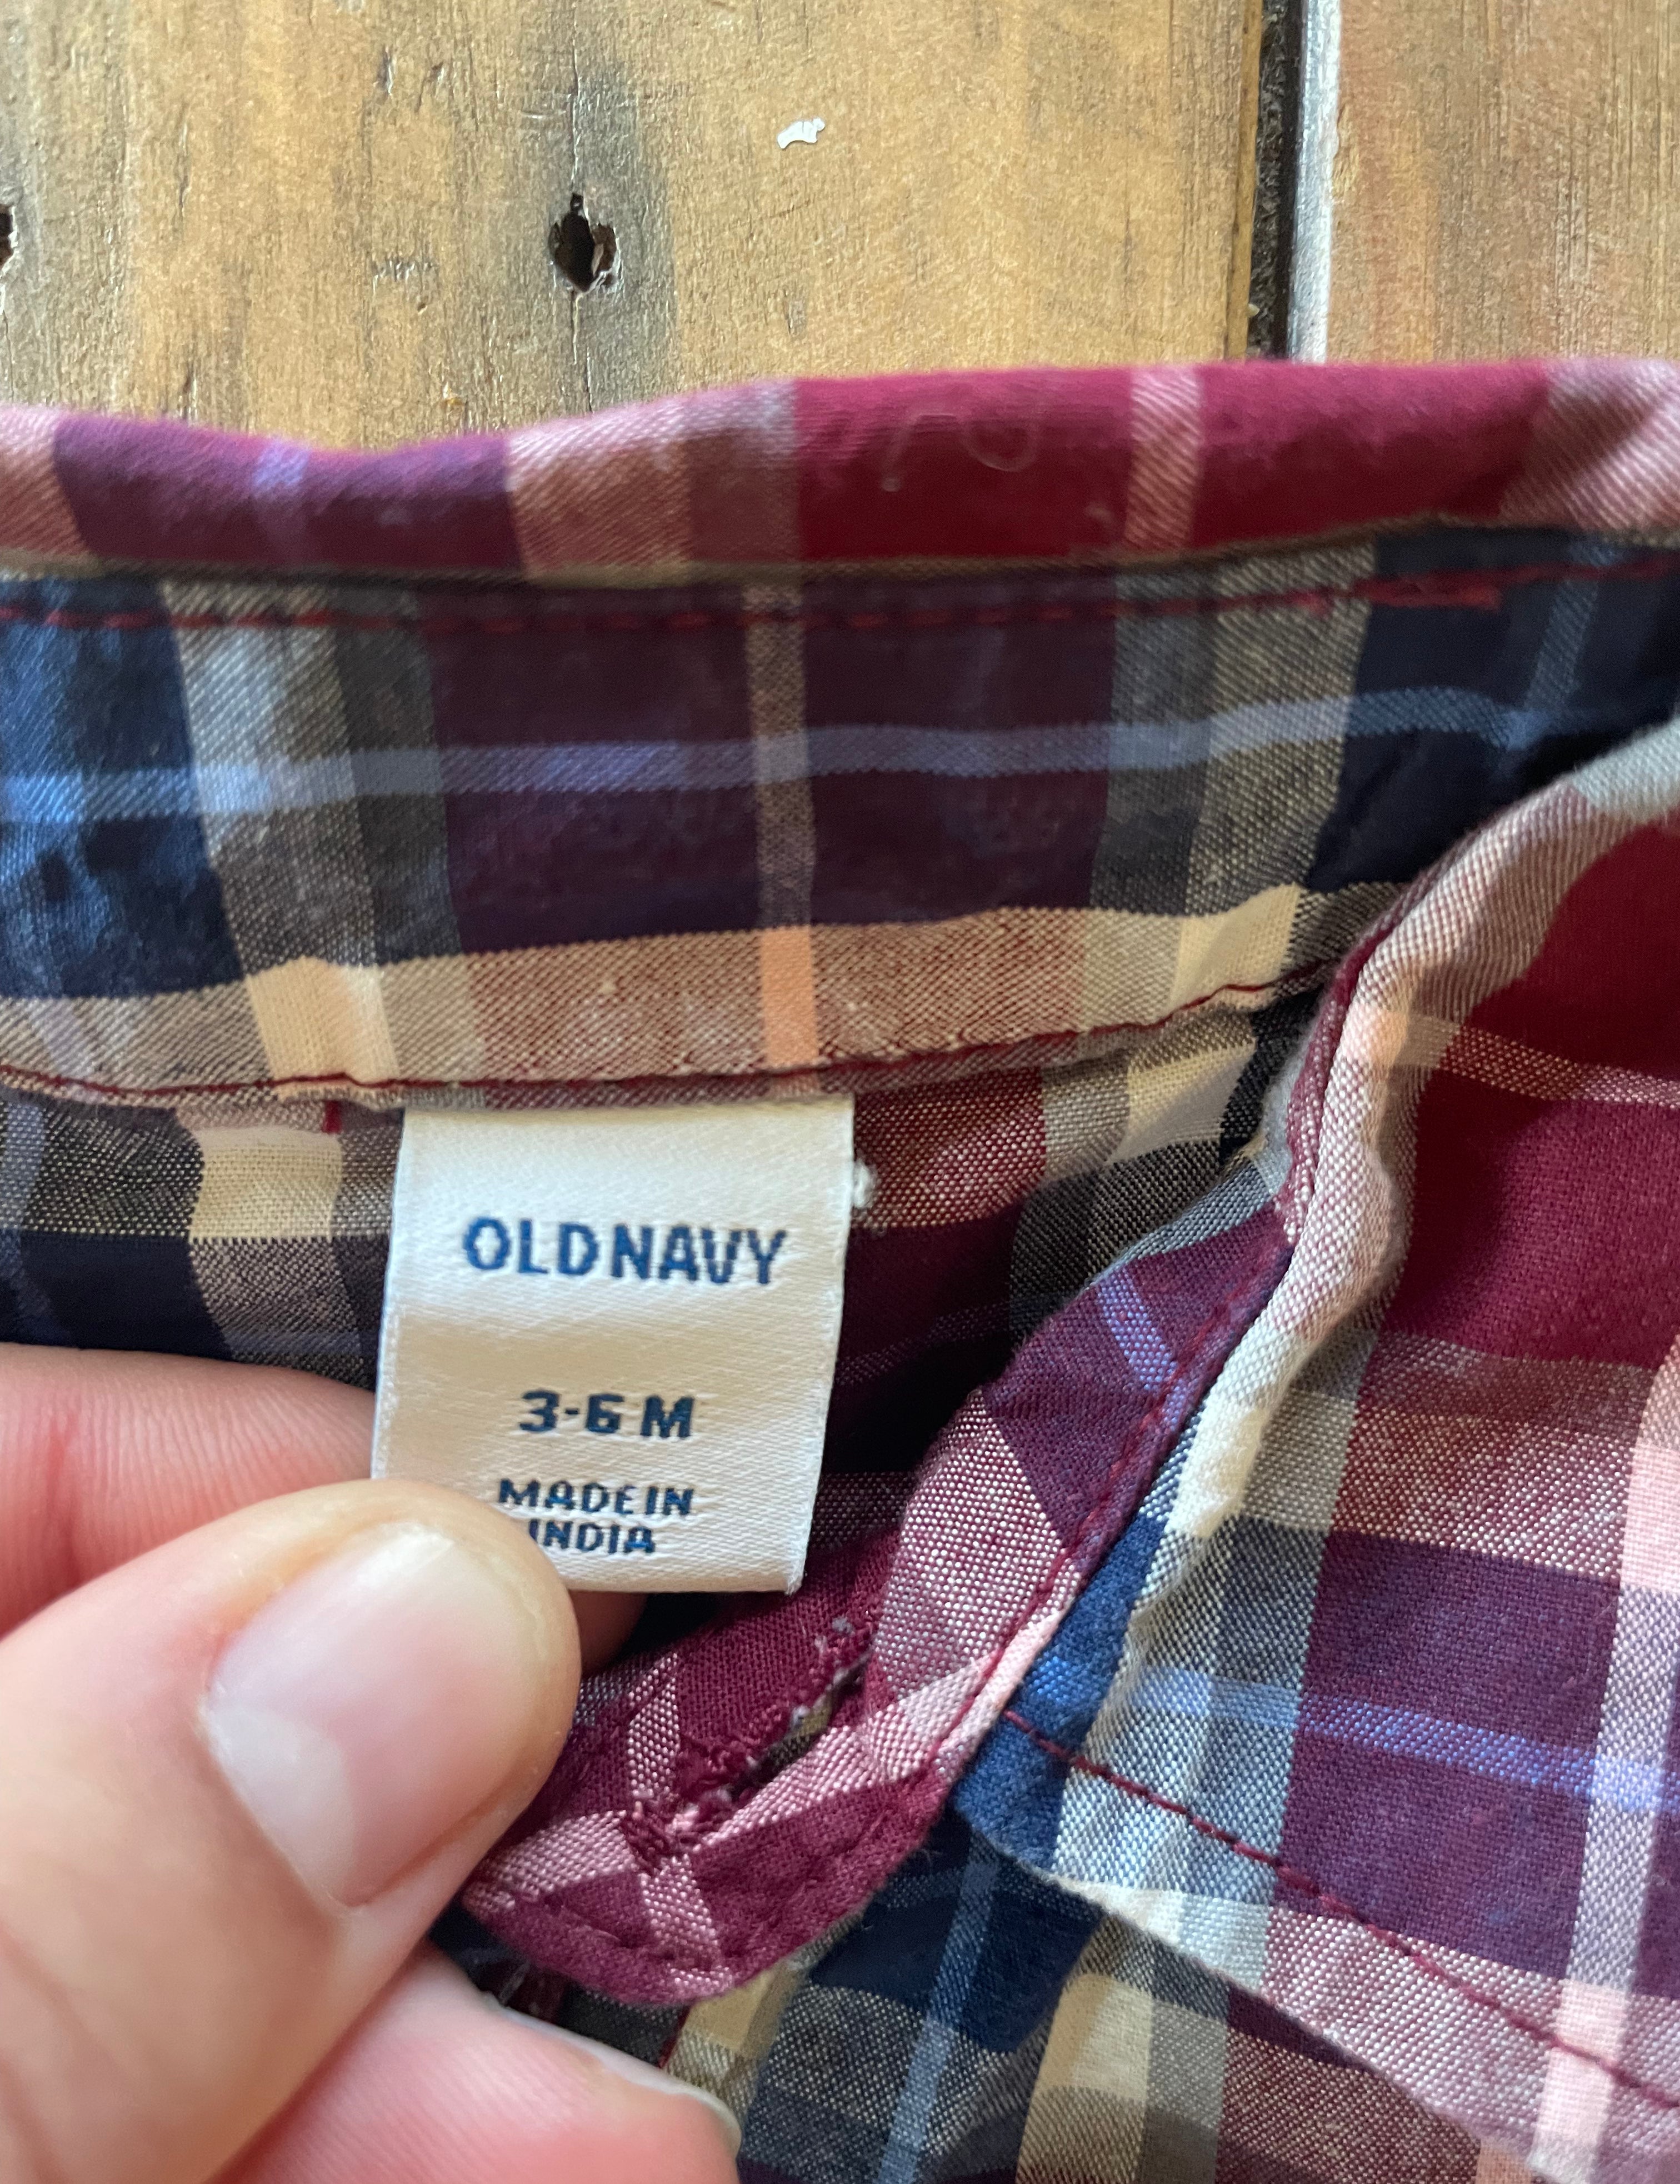 OLD NAVY
3-6 M
MADE IN
INDIA